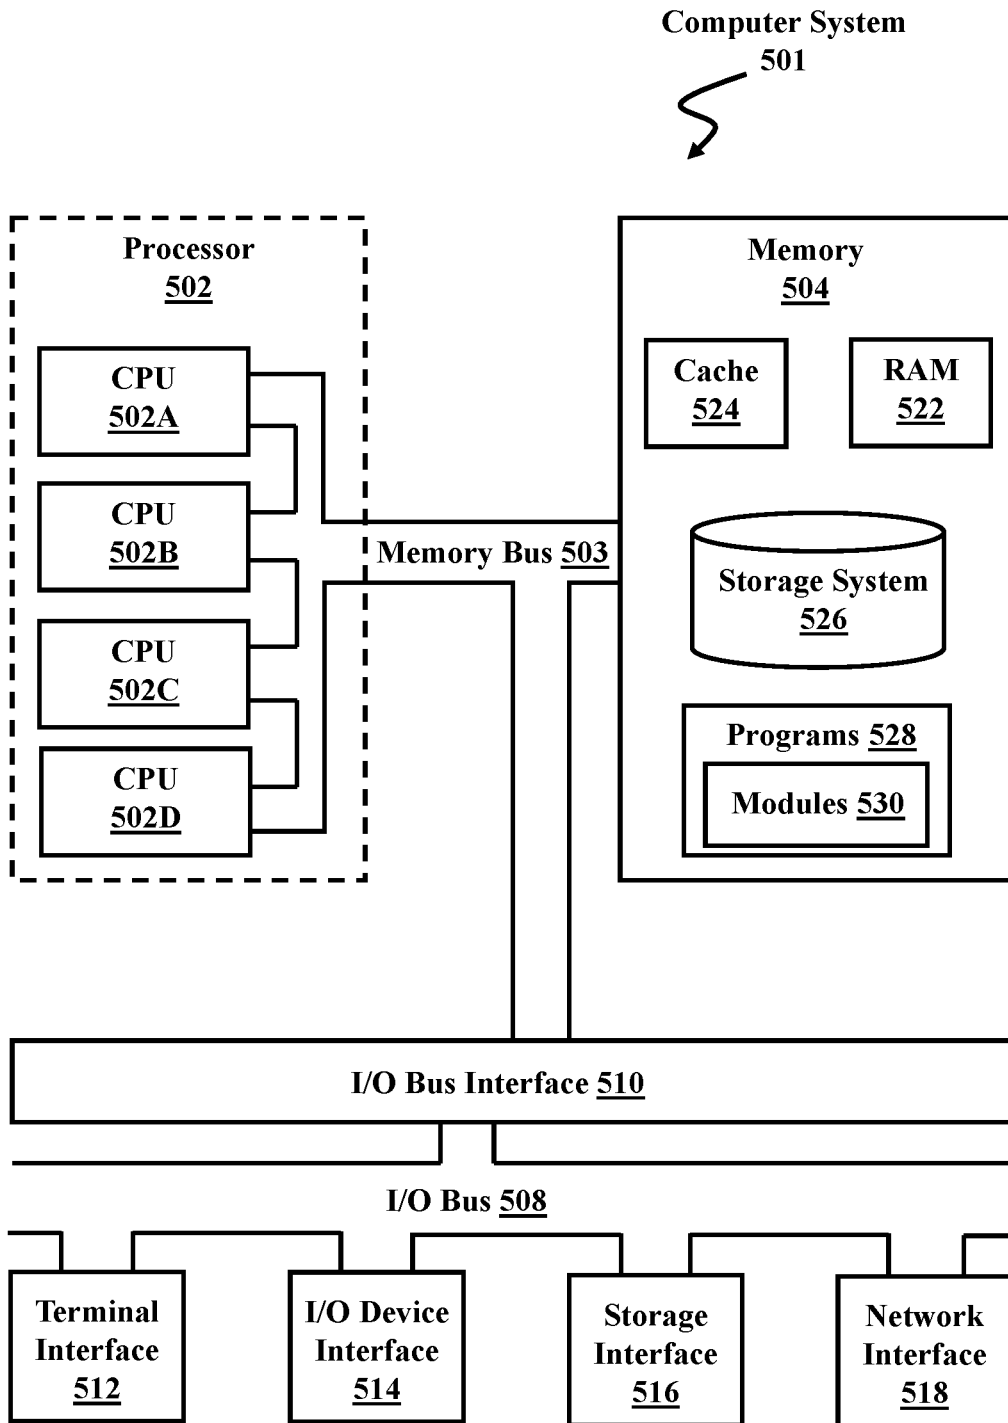 Computer System
501
Processor
502
CPU
502A
CPU
502B
CPU
502C
CPU
502D
Memory Bus 503
Memory
504
Cache
524
RAM
522
Storage System
526
Programs 528
Modules 530
I/O Bus Interface 510
I/O Bus 508
Terminal
Interface
512
I/O Device
Interface
514
Storage
Interface
516
Network
Interface
518